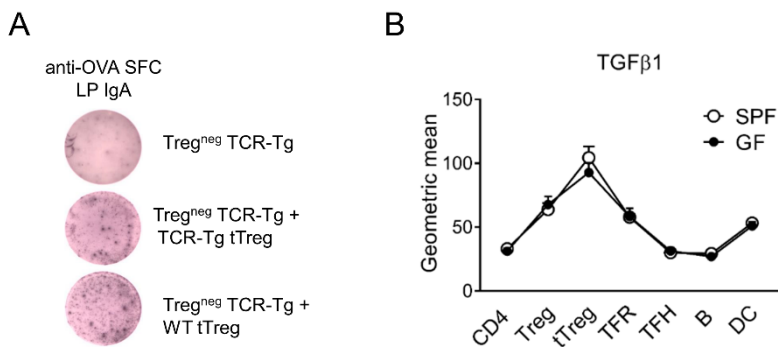 A
anti-OVA SFC
LP IgA
Treg^neg TCR-Tg
Treg^neg TCR-Tg +
TCR-Tg tTreg
Treg^neg TCR-Tg +
WT tTreg
B
TGFβ1
150
100
50
0
Geometric mean
SPF
GF
CD4
Treg
tTreg
TFR
TFH
B
DC